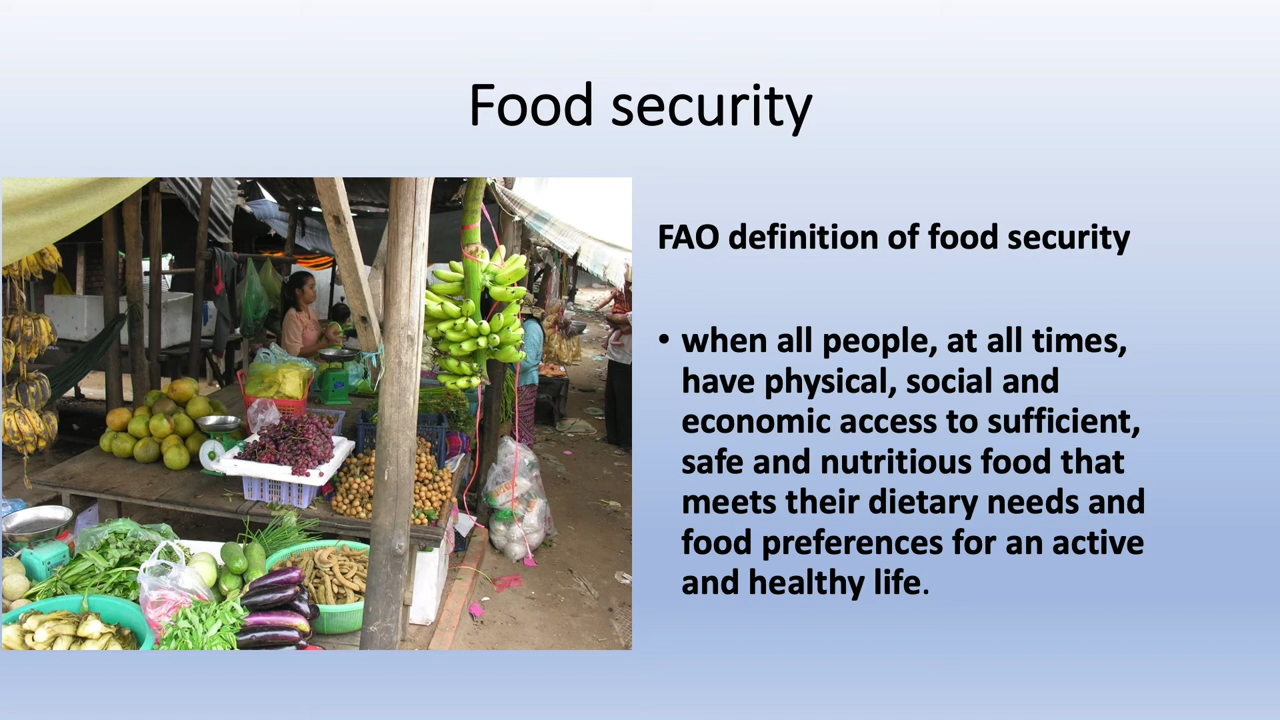 Food security
FAO definition of food security
• when all people, at all times,
have physical, social and
economic access to sufficient,
safe and nutritious food that
meets their dietary needs and
food preferences for an active
and healthy life.